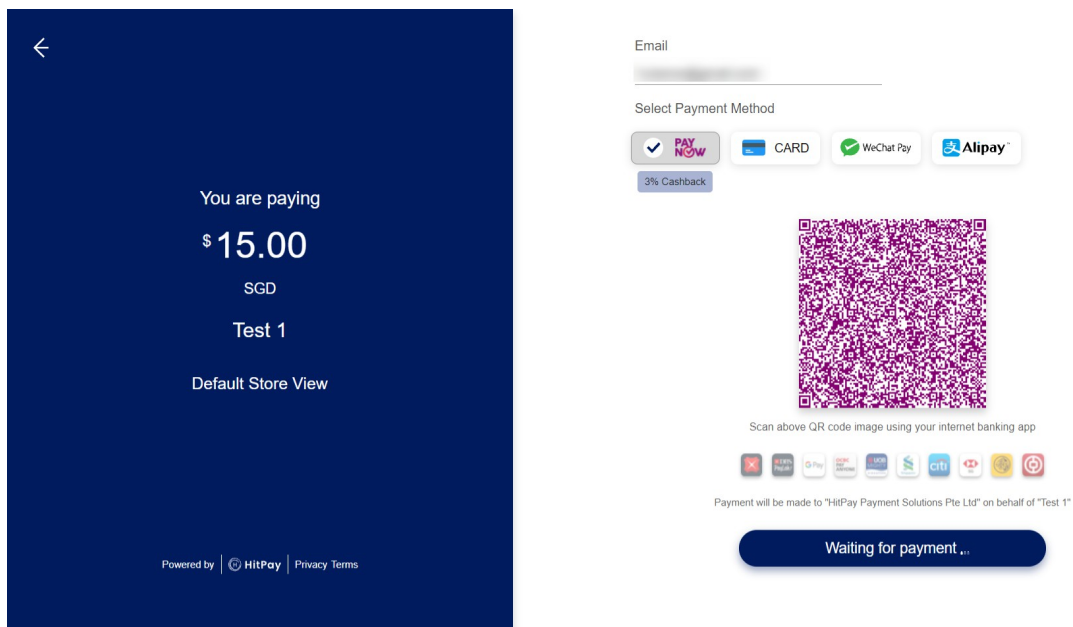 You are paying
$15.00
SGD
Test 1
Default Store View
Powered by HitPay Privacy Terms
Email
Select Payment Method
PAY NOW CARD WeChat Pay Alipay
3% Cashback
Scan above QR code image using your internet banking app
G Pay citi
Payment will be made to "HitPay Payment Solutions Pte Ltd" on behalf of "Test 1"
Waiting for payment ...